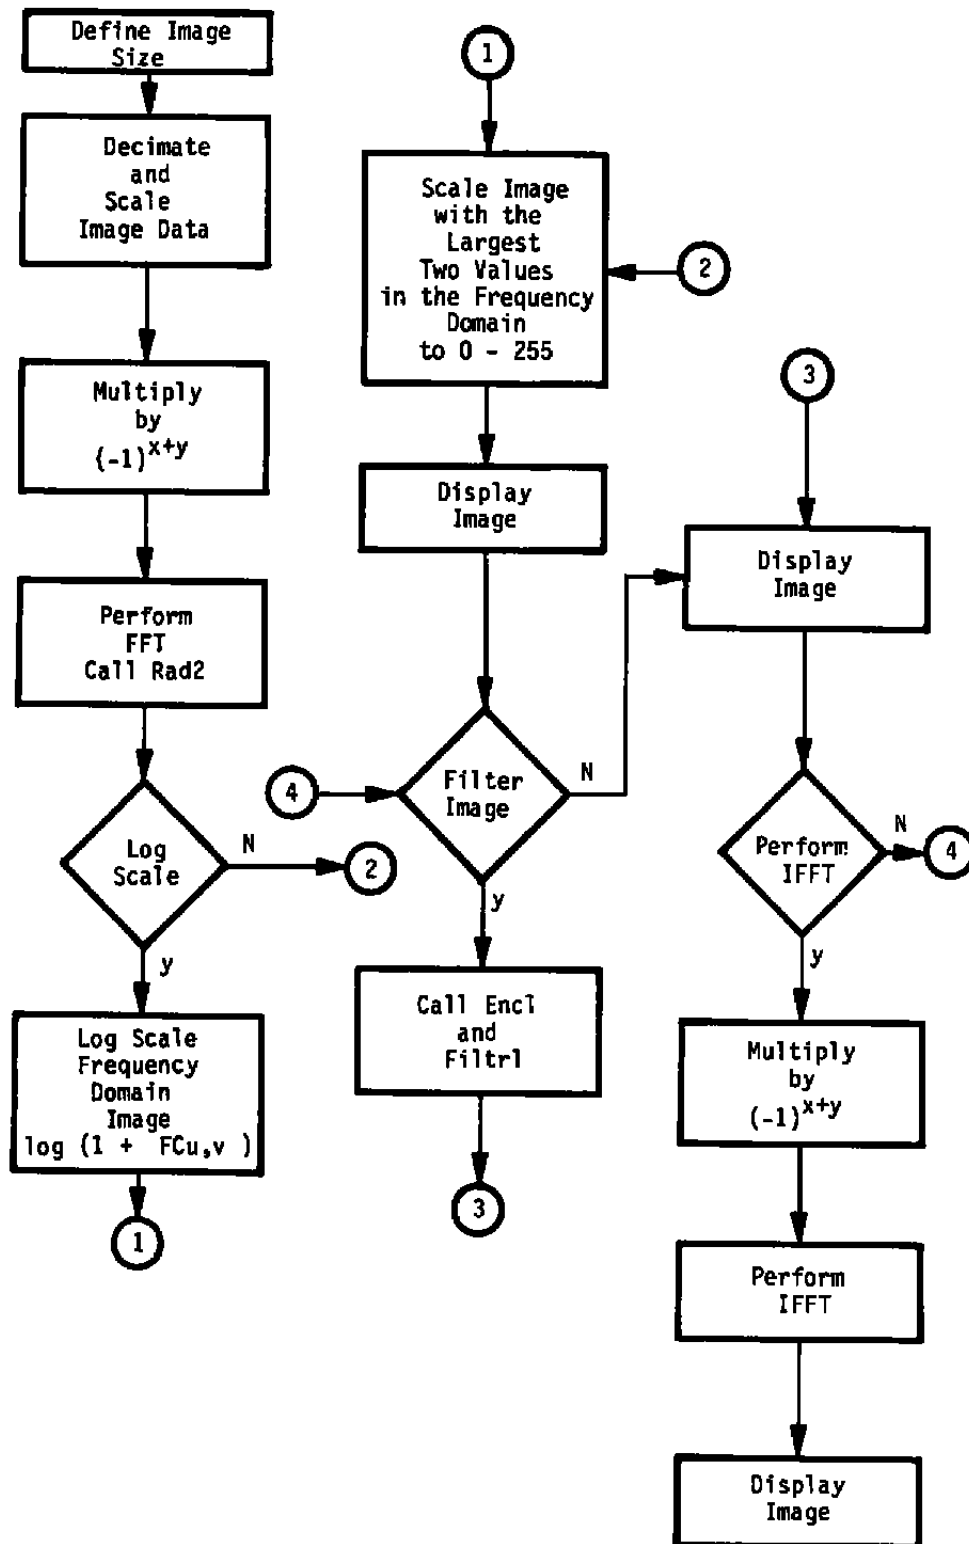 Define Image
Size
Decimate
and
Scale
Image Data
Multiply
by
(-1)^x+y
Perform
FFT
Call Rad2
Log
Scale
N
2
y
Log Scale
Frequency
Domain
Image
log (1 + FCu,v )
1
1
Scale Image
with the
Largest
Two Values
in the Frequency
Domain
to 0 - 255
2
Display
Image
4
Filter
Image
N
y
Call Encl
and
Filtrl
3
3
Display
Image
Perform
IFFT
N
4
y
Multiply
by
(-1)^x+y
Perform
IFFT
Display
Image